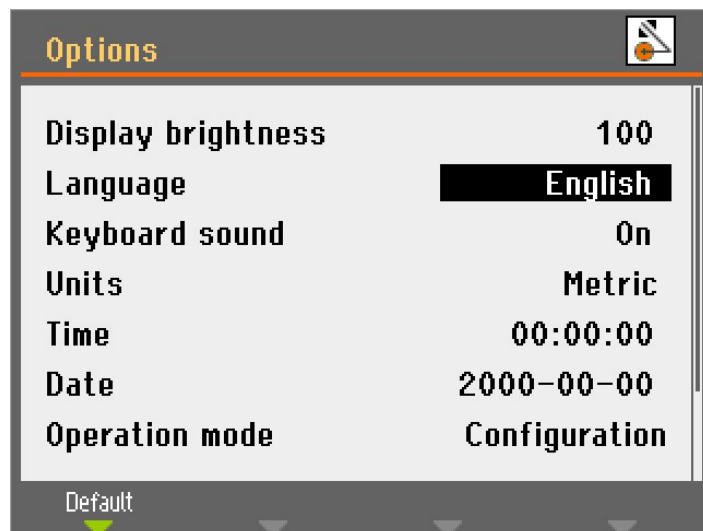 Options
Display brightness 100
Language English
Keyboard sound On
Units Metric
Time 00:00:00
Date 2000-00-00
Operation mode Configuration
Default